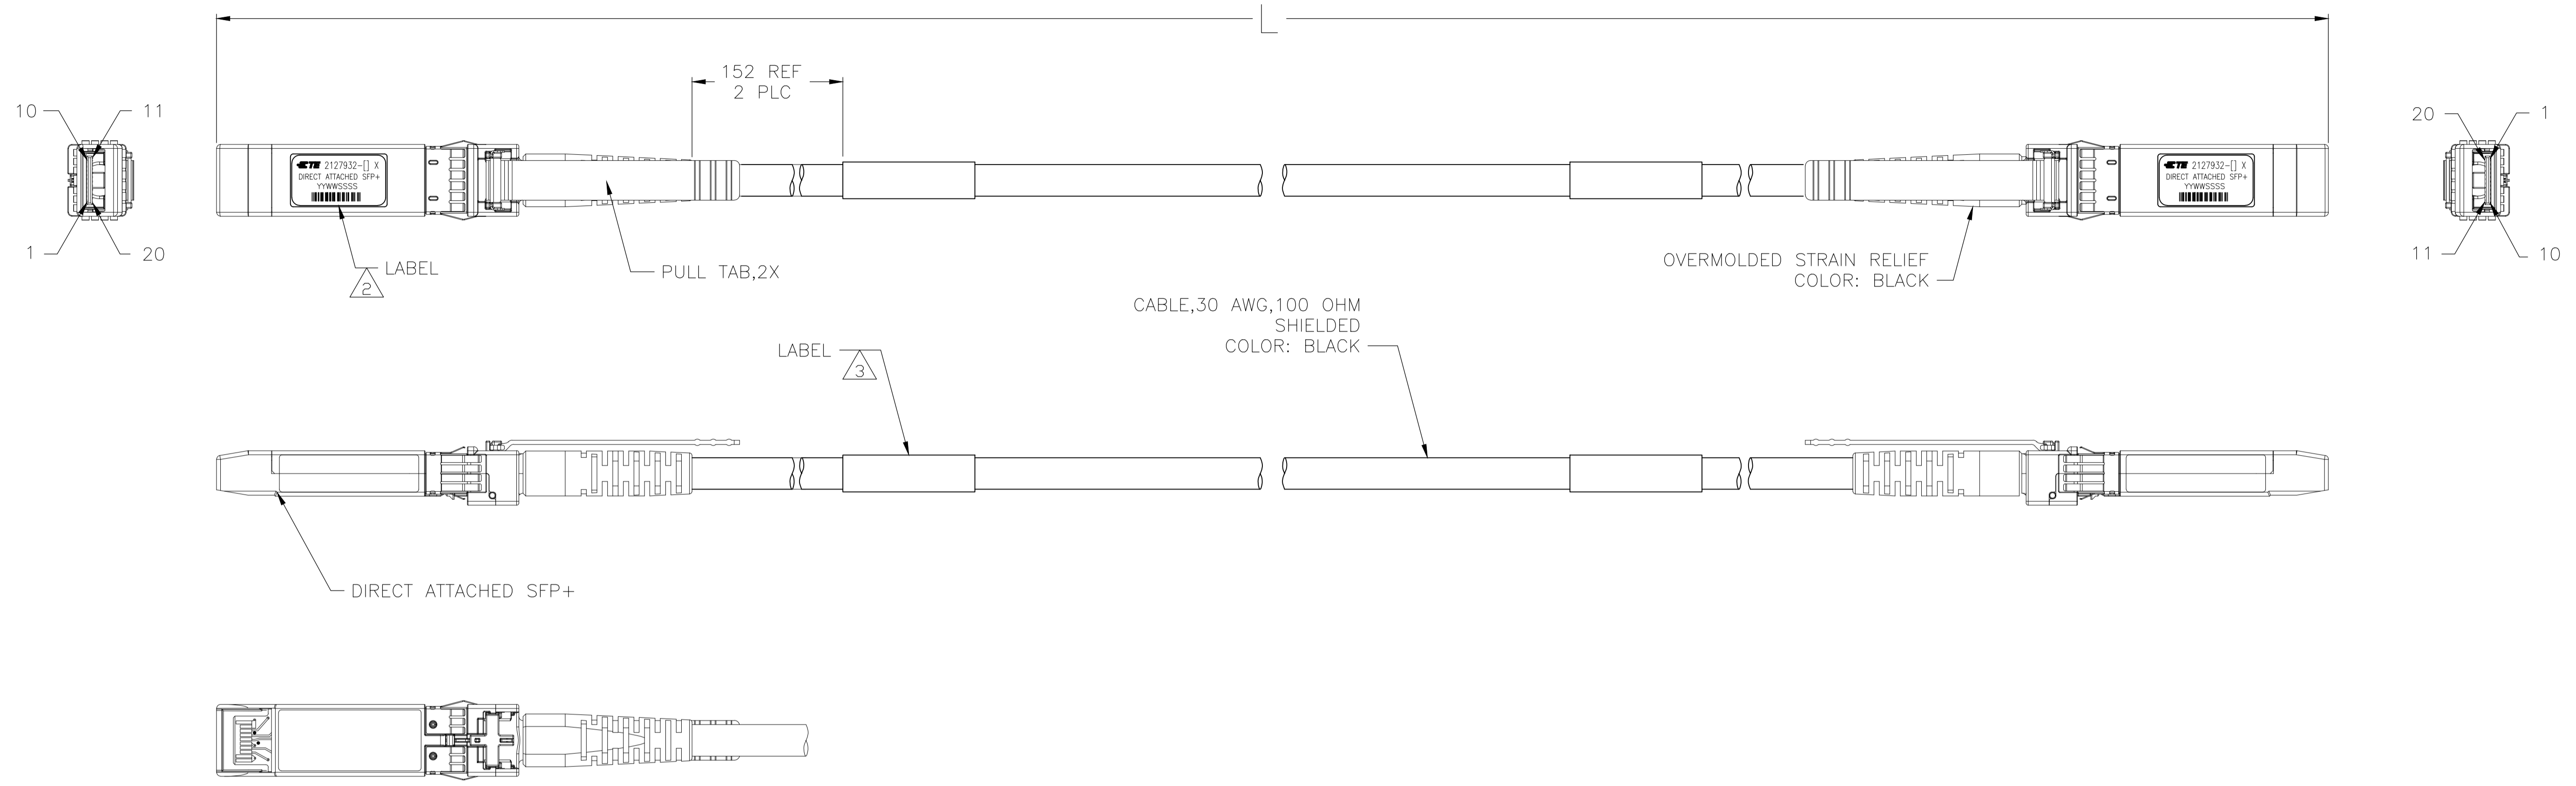 L
152 REF
2 PLC
10
11
20
1
TE 2127932-[] X
DIRECT ATTACHED SFP+
YYWWSSSS
TE 2127932-[] X
DIRECT ATTACHED SFP+
YYWWSSSS
1
20
11
10
LABEL
2
PULL TAB,2X
OVERMOLDED STRAIN RELIEF
COLOR: BLACK
CABLE,30 AWG,100 OHM
SHIELDED
COLOR: BLACK
LABEL
3
DIRECT ATTACHED SFP+